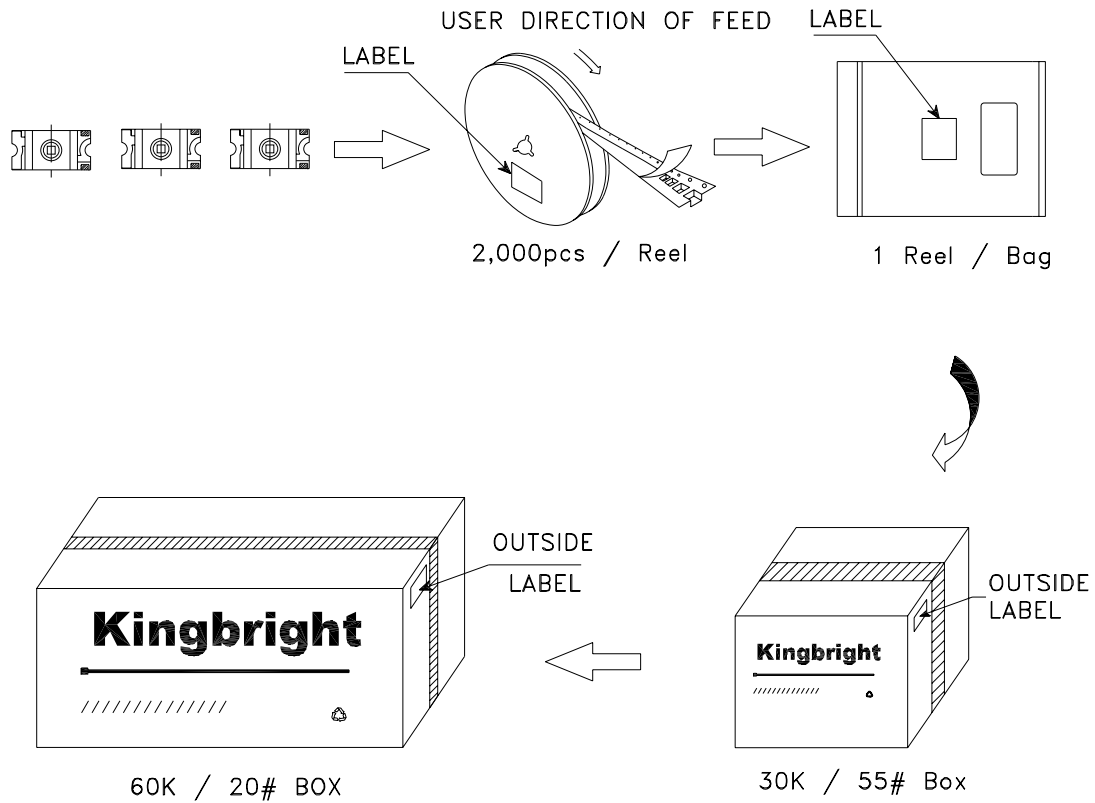 USER DIRECTION OF FEED
LABEL
LABEL
2,000pcs / Reel
1 Reel / Bag
OUTSIDE
LABEL
Kingbright
60K / 20# BOX
OUTSIDE
LABEL
Kingbright
30K / 55# Box